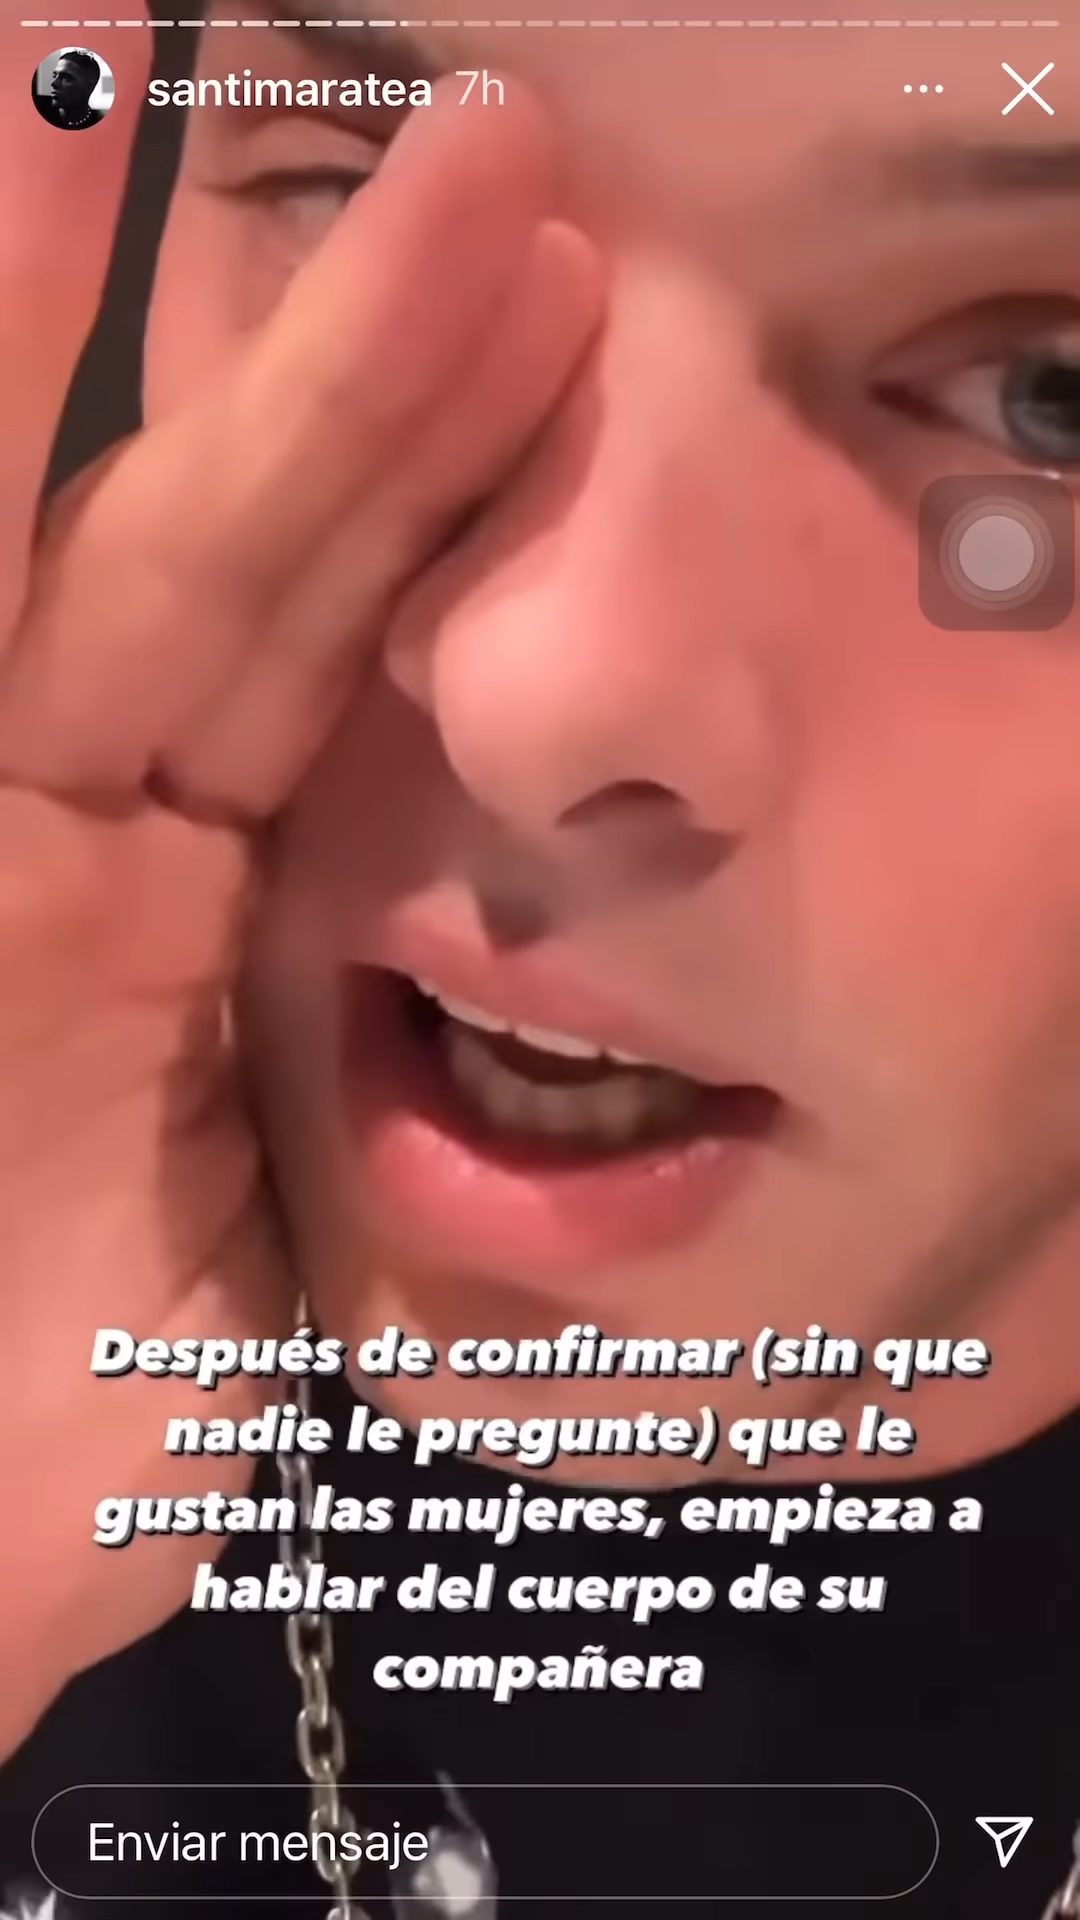 santimaratea 7h
Después de confirmar (sin que
nadie le pregunte) que le
gustan las mujeres, empieza a
hablar del cuerpo de su
compañera
Enviar mensaje